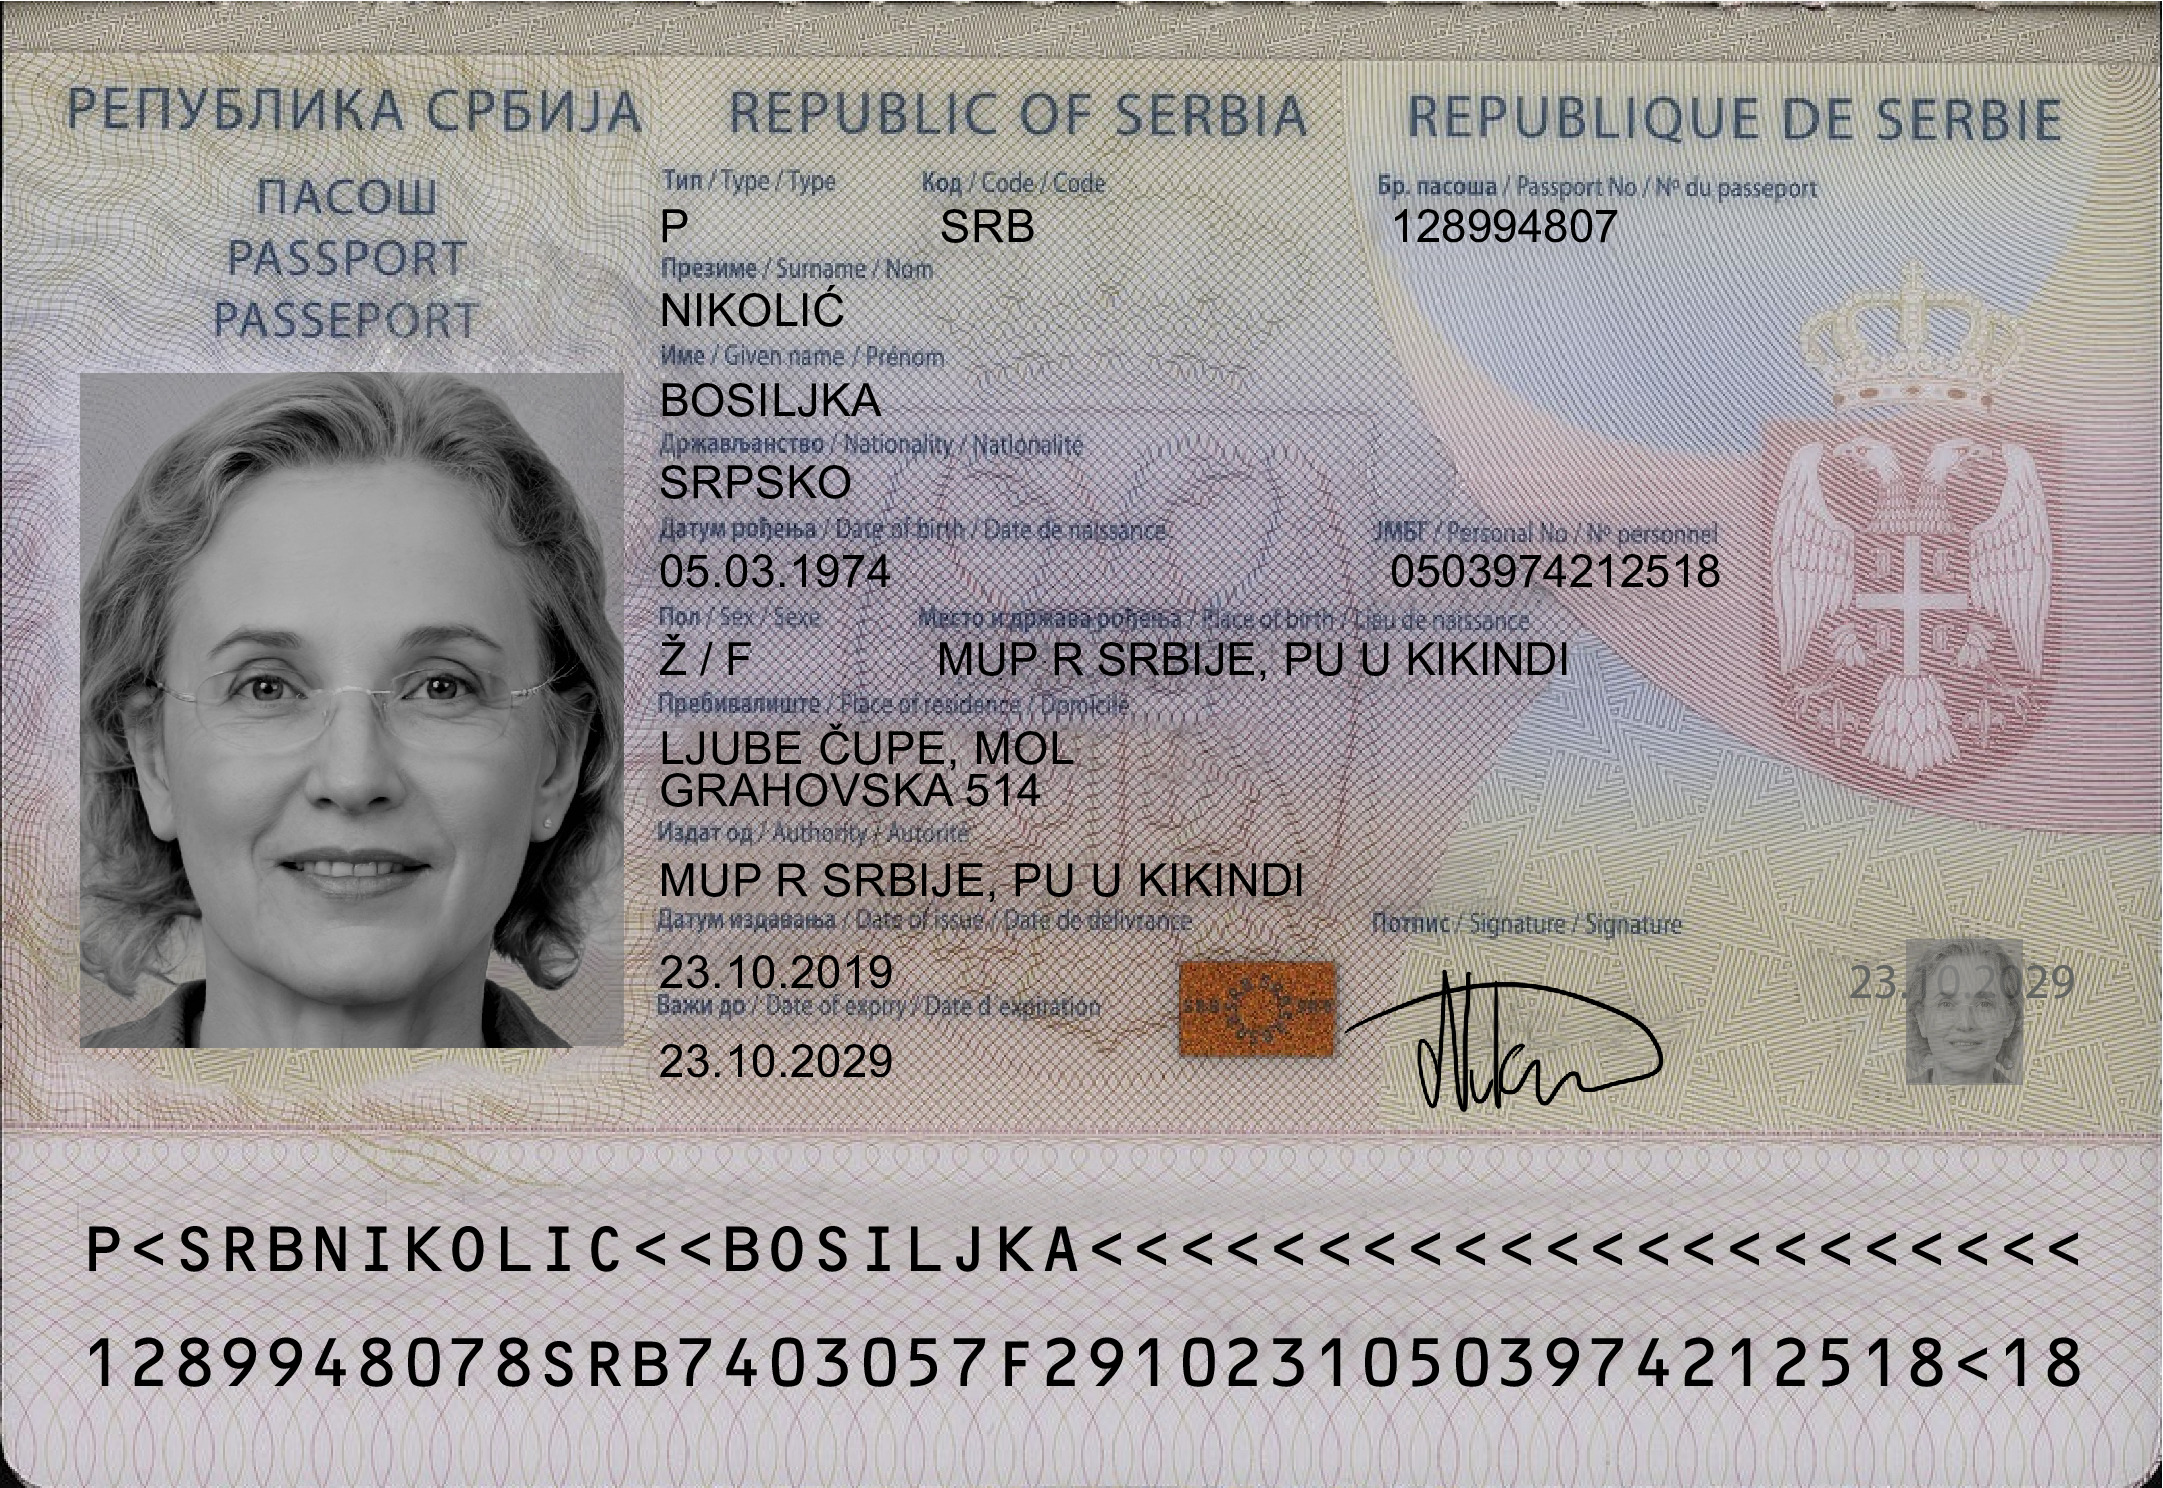 РЕПУБЛИКА СРБИЈА REPUBLIC OF SERBIA REPUBLIQUE DE SERBIE
ПАСОШ
PASSPORT
PASSEPORT
Тип / Type / Type Код / Code / Code Бр. пасоша / Passport No / Nº du passeport
P SRB 128994807
Презиме / Surname / Nom
NIKOLIĆ
Име / Given name / Prénom
BOSILJKA
Држављанство / Nationality / Nationalité
SRPSKO
Датум рођења / Date of birth / Date de naissance ЈМБГ / Personal No / Nº personnel
05.03.1974 0503974212518
Пол / Sex / Sexe Место и држава рођења / Place of birth / Lieu de naissance
Ž / F MUP R SRBIJE, PU U KIKINDI
Пребивалиште / Place of residence / Domicile
LJUBE ČUPE, MOL
GRAHOVSKA 514
Издат од / Authority / Autorité
MUP R SRBIJE, PU U KIKINDI
Датум издавања / Date of issue / Date de délivrance Потпис / Signature / Signature
23.10.2019 23.10.2029
Важи до / Date of expiry / Date d expiration
23.10.2029
P<SRBNIKOLIC<<BOSILJKA<<<<<<<<<<<<<<<<<<<<<<
1289948078SRB7403057F2910231050397421251​8<18